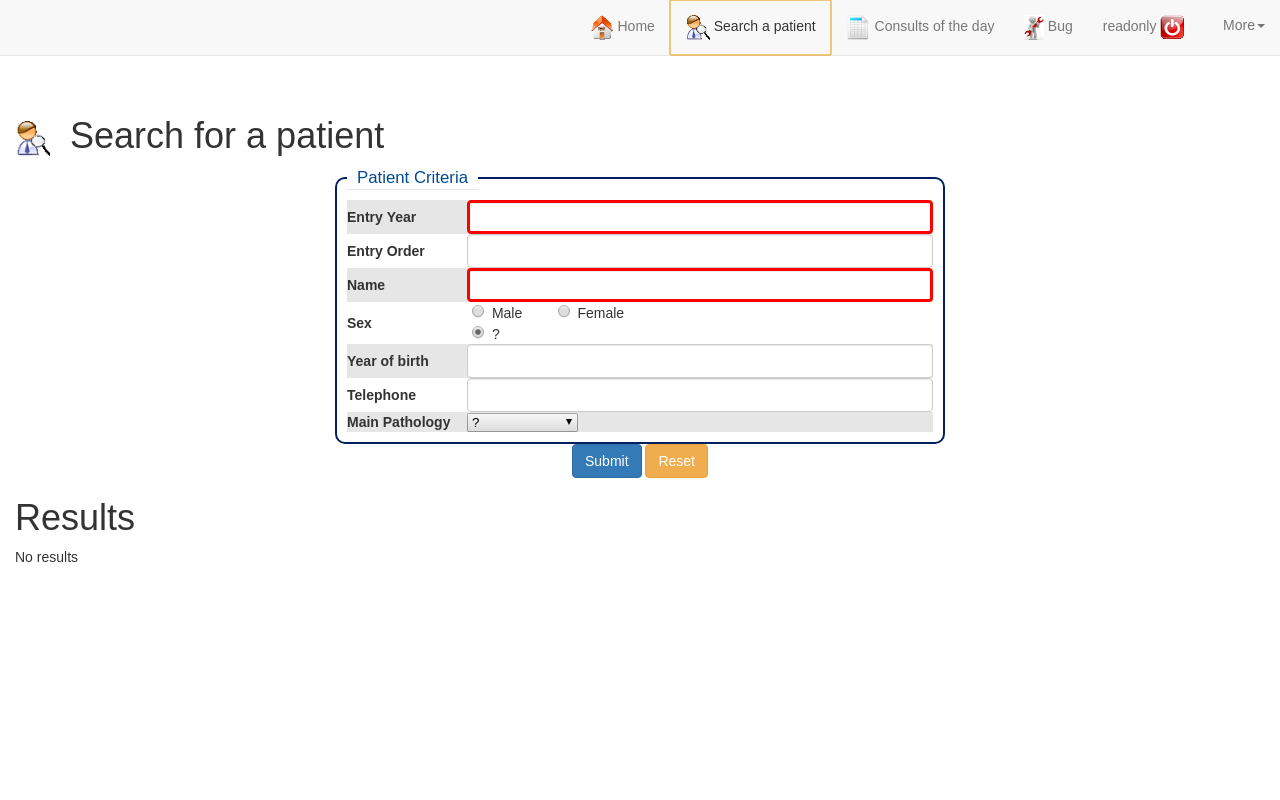 Home Search a patient Consults of the day Bug readonly More
Search for a patient
Patient Criteria
Entry Year
Entry Order
Name
Sex Male Female
?
Year of birth
Telephone
Main Pathology ?
Submit Reset
Results
No results